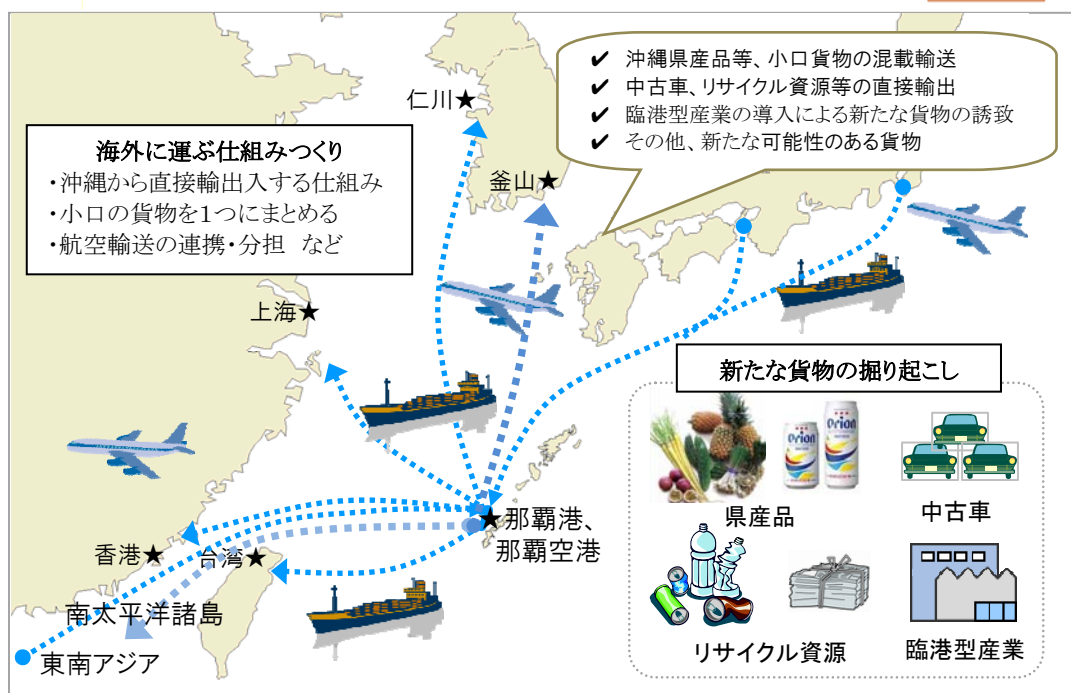 ✔ 沖縄県産品等、小口貨物の混載輸送
✔ 中古車、リサイクル資源等の直接輸出
✔ 臨港型産業の導入による新たな貨物の誘致
✔ その他、新たな可能性のある貨物
海外に運ぶ仕組みつくり
・沖縄から直接輸出入する仕組み
・小口の貨物を１つにまとめる
・航空輸送の連携・分担 など
仁川★
釜山★
上海★
新たな貨物の掘り起こし
Orion
Orion
県産品
中古車
★那覇港、
那覇空港
香港★
台湾★
南太平洋諸島
東南アジア
リサイクル資源
臨港型産業